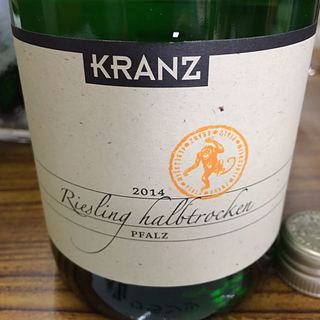 KRANZ
2014
Riesling halbtrocken
PFALZ